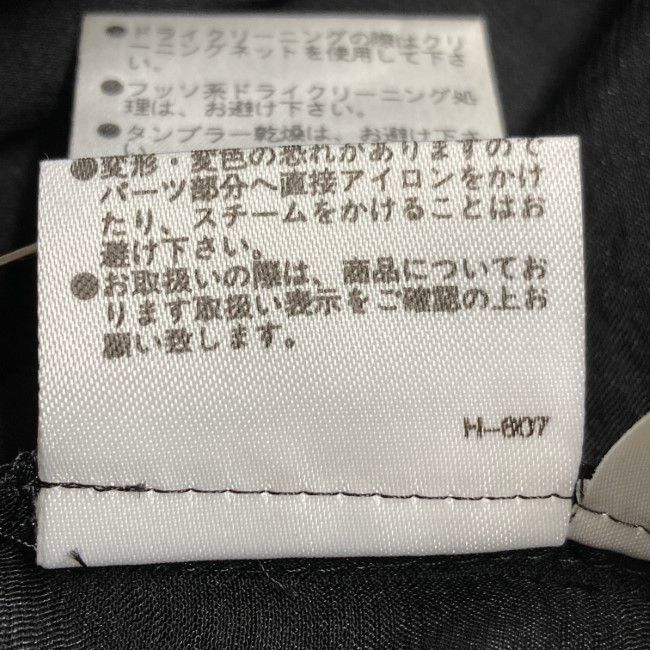 ●ドライクリーニングの際はクリ
ーニングネットを使用して下さ
い。
●フッソ系ドライクリーニング処
理は、お避け下さい。
●タンブラー乾燥は、お避け下さ
い。
●変形・変色の恐れがありますので
パーツ部分へ直接アイロンをかけ
たり、スチームをかけることはお
避け下さい。
●お取扱いの際は、商品についてお
ります取扱い表示をご確認の上お
願い致します。
H-607